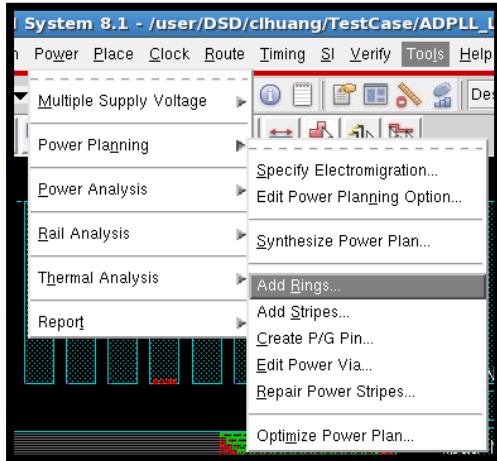 System 8.1 - /user/DSD/clhuang/TestCase/ADPLL_L
Power Place Clock Route Timing SI Verify Tools Help
Multiple Supply Voltage
De
Power Planning
Specify Electromigration...
Power Analysis
Edit Power Planning Option...
Rail Analysis
Synthesize Power Plan...
Thermal Analysis
Add Rings...
Report
Add Stripes...
Create P/G Pin...
Edit Power Via...
Repair Power Stripes...
Optimize Power Plan...